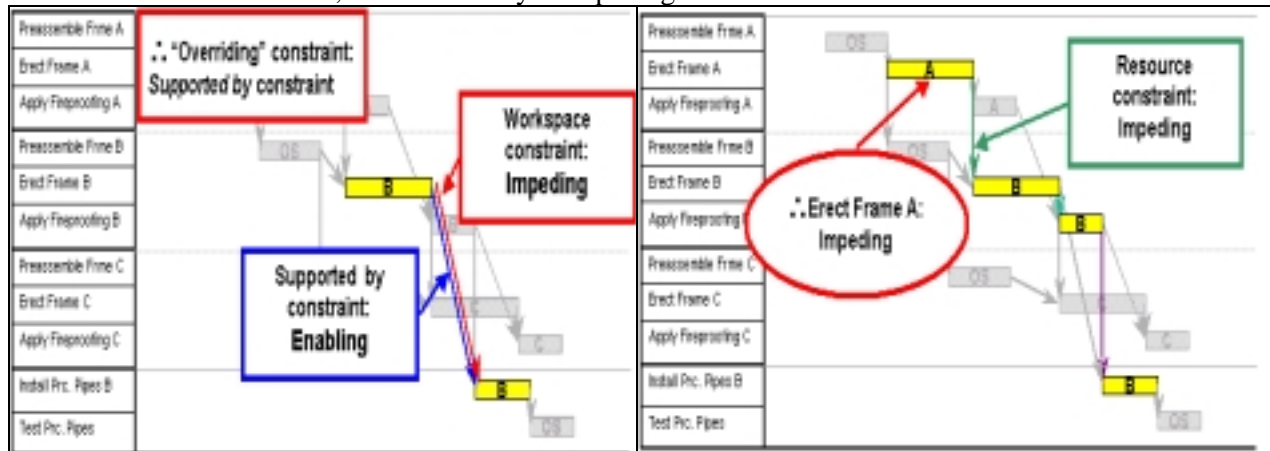 Preassemble Frme A
Erect Frame A
Apply Fireproofing A
Preassemble Frme B
Erect Frame B
Apply Fireproofing B
Preassemble Frme C
Erect Frame C
Apply Fireproofing C
Install Prc. Pipes B
Test Prc. Pipes
∴ "Overriding" constraint:
Supported by constraint
Workspace
constraint:
Impeding
Supported by
constraint:
Enabling
OS
B
B
C
C
B
OS
Preassemble Frme A
Erect Frame A
Apply Fireproofing A
Preassemble Frme B
Erect Frame B
Apply Fireproofing
Preassemble Frme C
Erect Frame C
Apply Fireproofing C
Install Prc. Pipes B
Test Prc. Pipes
OS
A
A
Resource
constraint:
Impeding
OS
B
∴ Erect Frame A:
Impeding
B
OS
C
C
B
OS